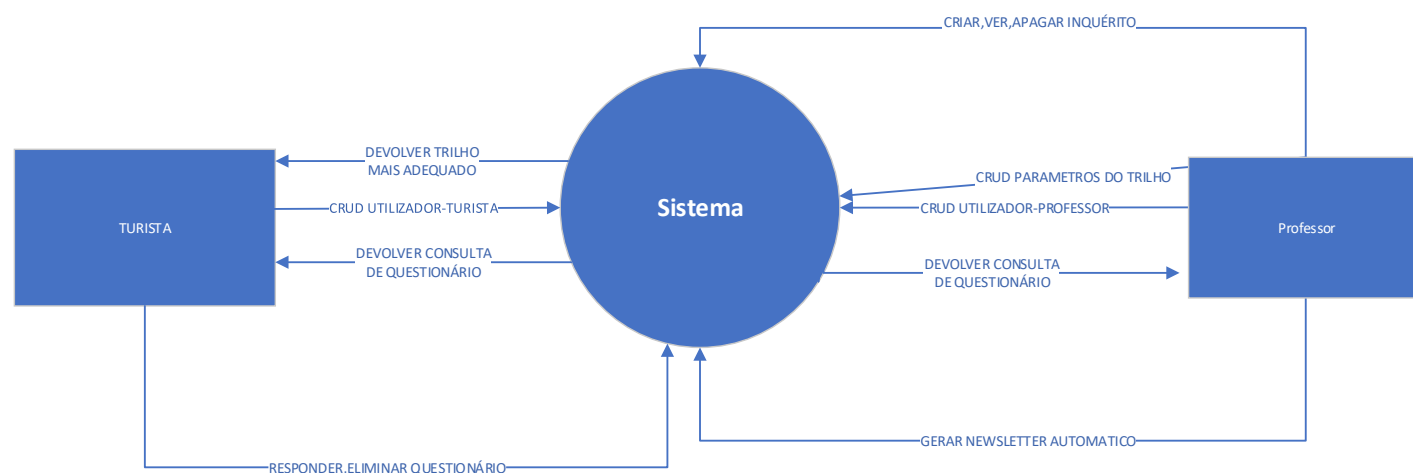 CRIAR,VER,APAGAR INQUÉRITO
DEVOLVER TRILHO
MAIS ADEQUADO
CRUD PARAMETROS DO TRILHO
TURISTA
CRUD UTILIZADOR-TURISTA
Sistema
CRUD UTILIZADOR-PROFESSOR
Professor
DEVOLVER CONSULTA
DE QUESTIONÁRIO
DEVOLVER CONSULTA
DE QUESTIONÁRIO
GERAR NEWSLETTER AUTOMATICO
RESPONDER,ELIMINAR QUESTIONÁRIO